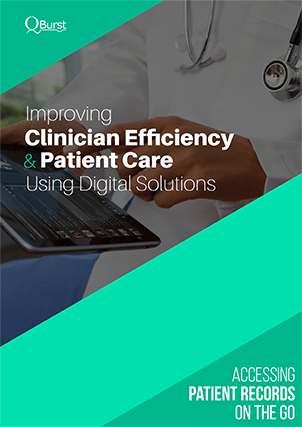 QBurst
Improving
Clinician Efficiency
& Patient Care
Using Digital Solutions
ACCESSING
PATIENT RECORDS
ON THE GO